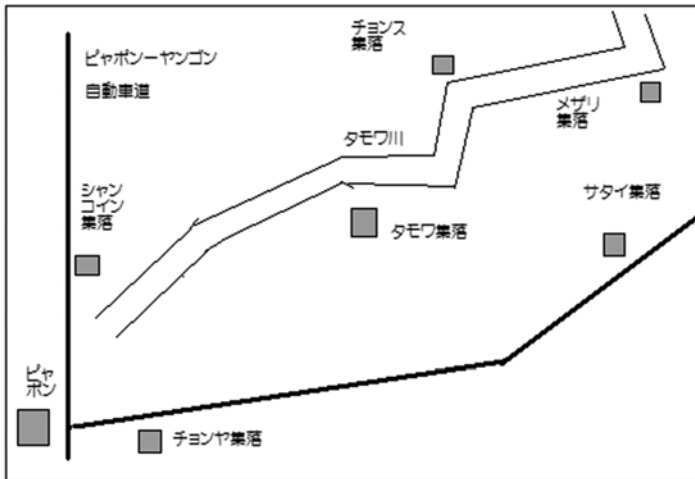 チョンス
集落
ピャポンーヤンゴン
自動車道
メザリ
集落
タモワ川
シャン
コイン
集落
サタイ集落
タモワ集落
ピャ
ポン
チョンヤ集落